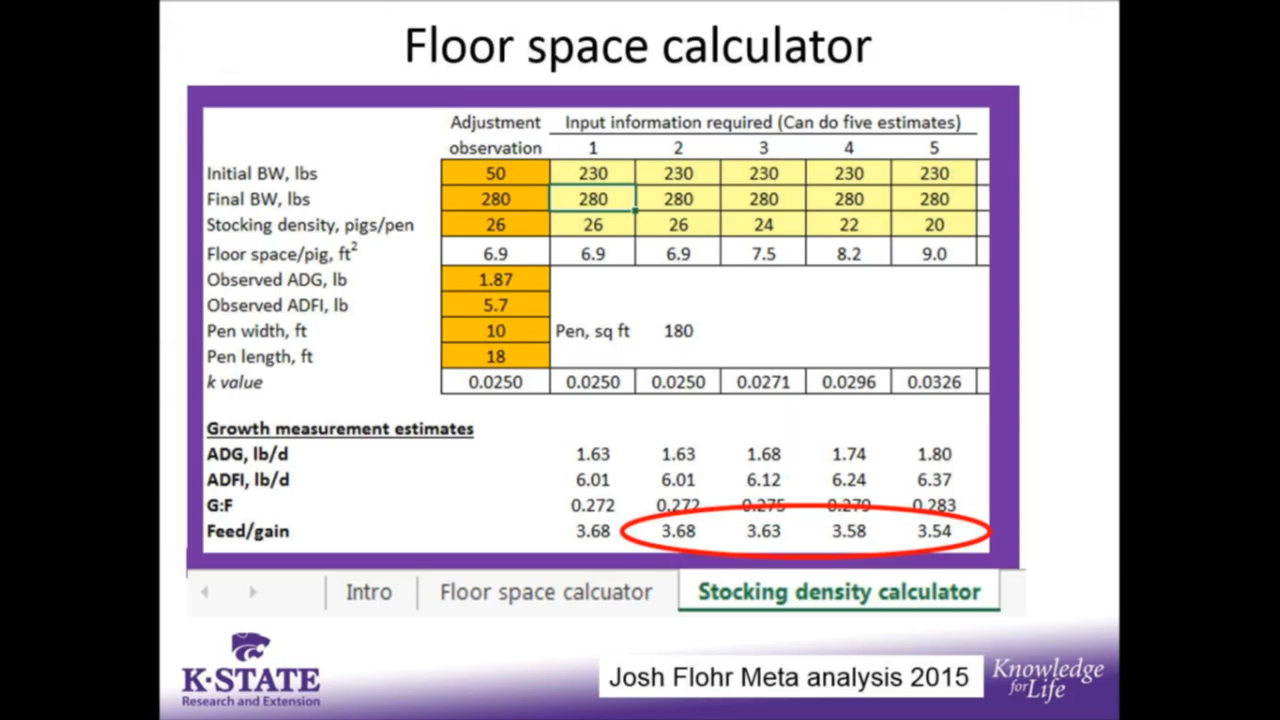 Floor space calculator
Adjustment Input information required (Can do five estimates)
observation 1 2 3 4 5
Initial BW, lbs 50 230 230 230 230 230
Final BW, lbs 280 280 280 280 280 280
Stocking density, pigs/pen 26 26 26 24 22 20
Floor space/pig, ft² 6.9 6.9 6.9 7.5 8.2 9.0
Observed ADG, lb 1.87
Observed ADFI, lb 5.7
Pen width, ft 10 Pen, sq ft 180
Pen length, ft 18
k value 0.0250 0.0250 0.0250 0.0271 0.0296 0.0326
Growth measurement estimates
ADG, lb/d 1.63 1.63 1.68 1.74 1.80
ADFI, lb/d 6.01 6.01 6.12 6.24 6.37
G:F 0.272 0.272 0.275 0.279 0.283
Feed/gain 3.68 3.68 3.63 3.58 3.54
Intro Floor space calcuator Stocking density calculator
K-STATE
Research and Extension
Josh Flohr Meta analysis 2015
Knowledge
for Life